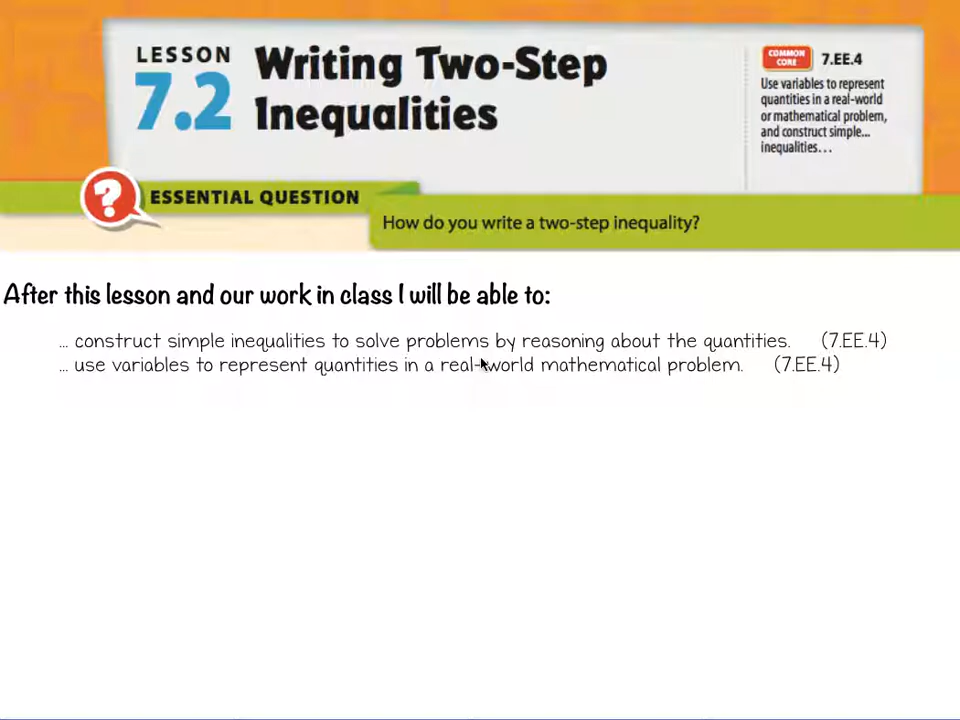 LESSON
7.2
Writing Two-Step
Inequalities
COMMON
CORE
7.EE.4
Use variables to represent
quantities in a real-world
or mathematical problem,
and construct simple...
inequalities...
?
ESSENTIAL QUESTION
How do you write a two-step inequality?
After this lesson and our work in class I will be able to:
... construct simple inequalities to solve problems by reasoning about the quantities. (7.EE.4)
... use variables to represent quantities in a real-world mathematical problem. (7.EE.4)